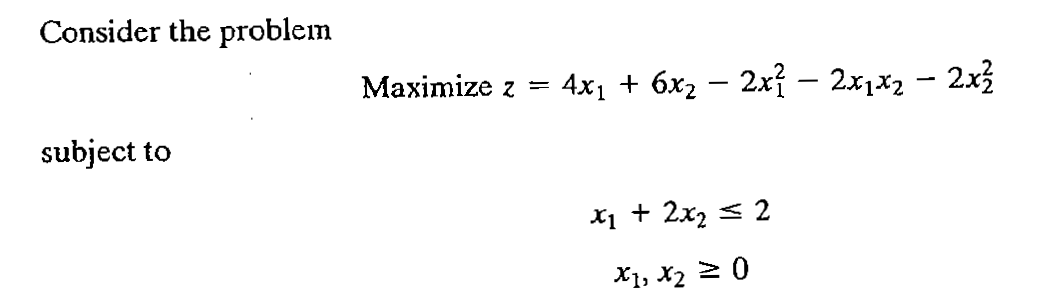 Consider the problem
Maximize z = 4x₁ + 6x₂ − 2x₁² − 2x₁x₂ − 2x₂²
subject to
x₁ + 2x₂ ≤ 2
x₁, x₂ ≥ 0